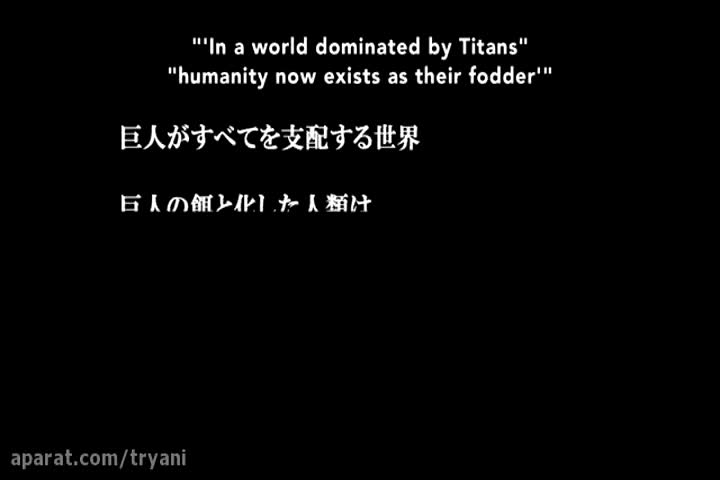 "'In a world dominated by Titans"
"humanity now exists as their fodder'"
巨人がすべてを支配する世界
巨人の餌と化した人類は
aparat.com/tryani